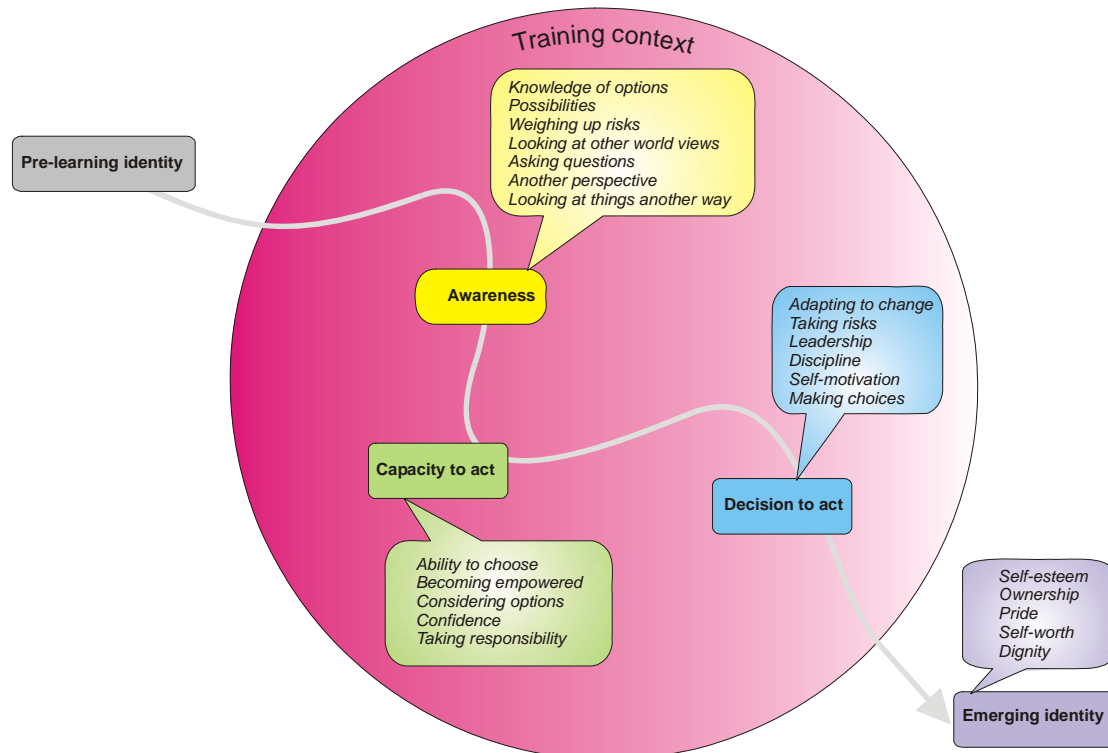 Training context
Knowledge of options
Possibilities
Weighing up risks
Looking at other world views
Asking questions
Another perspective
Looking at things another way
Pre-learning identity
Awareness
Adapting to change
Taking risks
Leadership
Discipline
Self-motivation
Making choices
Capacity to act
Decision to act
Ability to choose
Becoming empowered
Considering options
Confidence
Taking responsibility
Self-esteem
Ownership
Pride
Self-worth
Dignity
Emerging identity